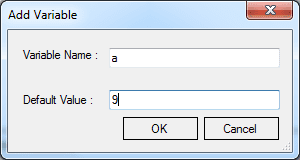 Add Variable
Variable Name : a
Default Value : 9
OK Cancel